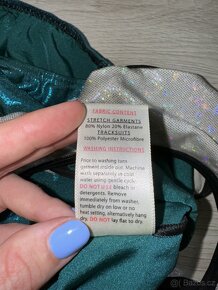 FABRIC CONTENT
STRETCH GARMENTS
80% Nylon 20% Elastane
TRACKSUITS
100% Polyester Microfibre
WASHING INSTRUCTIONS
Prior to washing turn
garment inside out. Machine
wash separately in cold
water using gentle cycle.
DO NOT USE bleach or
detergents. Remove
immediately from washer,
tumble dry on low or no
heat setting, alternatively hang
dry. DO NOT lay flat to dry.